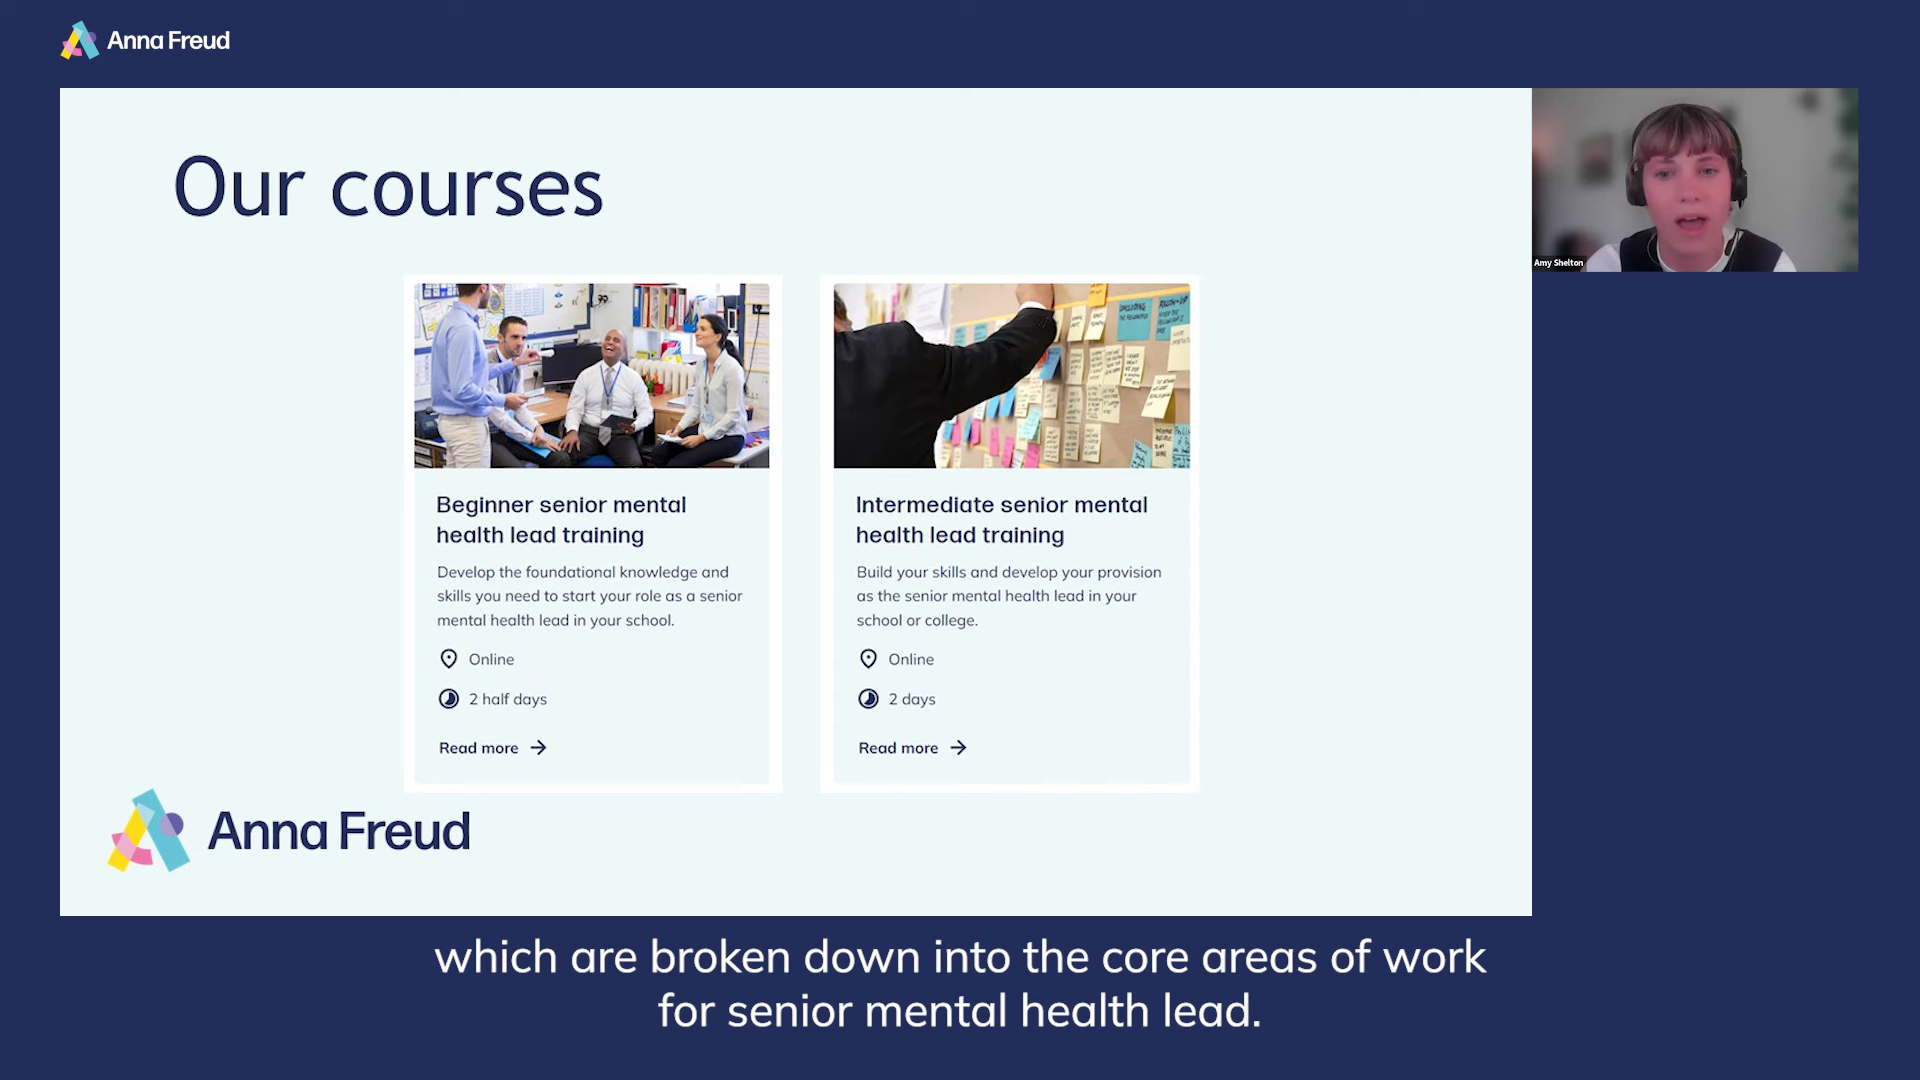 Anna Freud
Our courses
Amy Shelton
Beginner senior mental
health lead training
Develop the foundational knowledge and
skills you need to start your role as a senior
mental health lead in your school.
Online
2 half days
Read more
Intermediate senior mental
health lead training
Build your skills and develop your provision
as the senior mental health lead in your
school or college.
Online
2 days
Read more
Anna Freud
which are broken down into the core areas of work
for senior mental health lead.